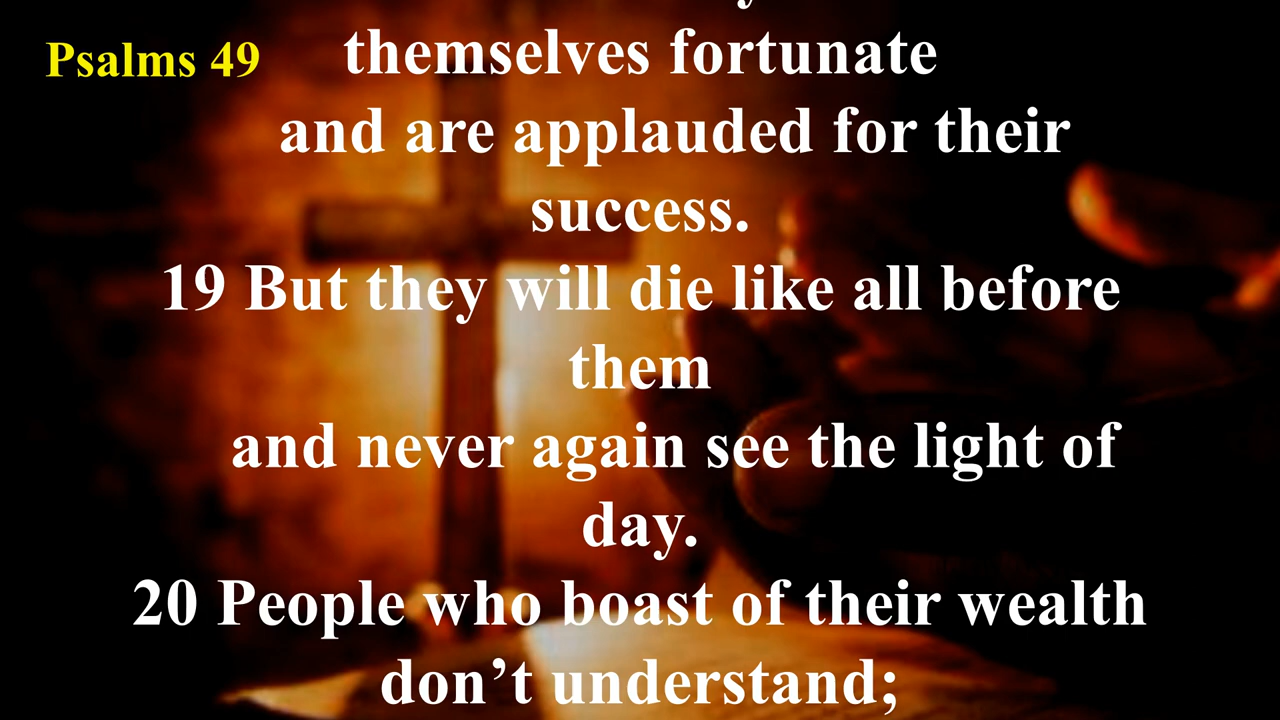 Psalms 49
themselves fortunate
and are applauded for their
success.
19 But they will die like all before
them
and never again see the light of
day.
20 People who boast of their wealth
don’t understand;